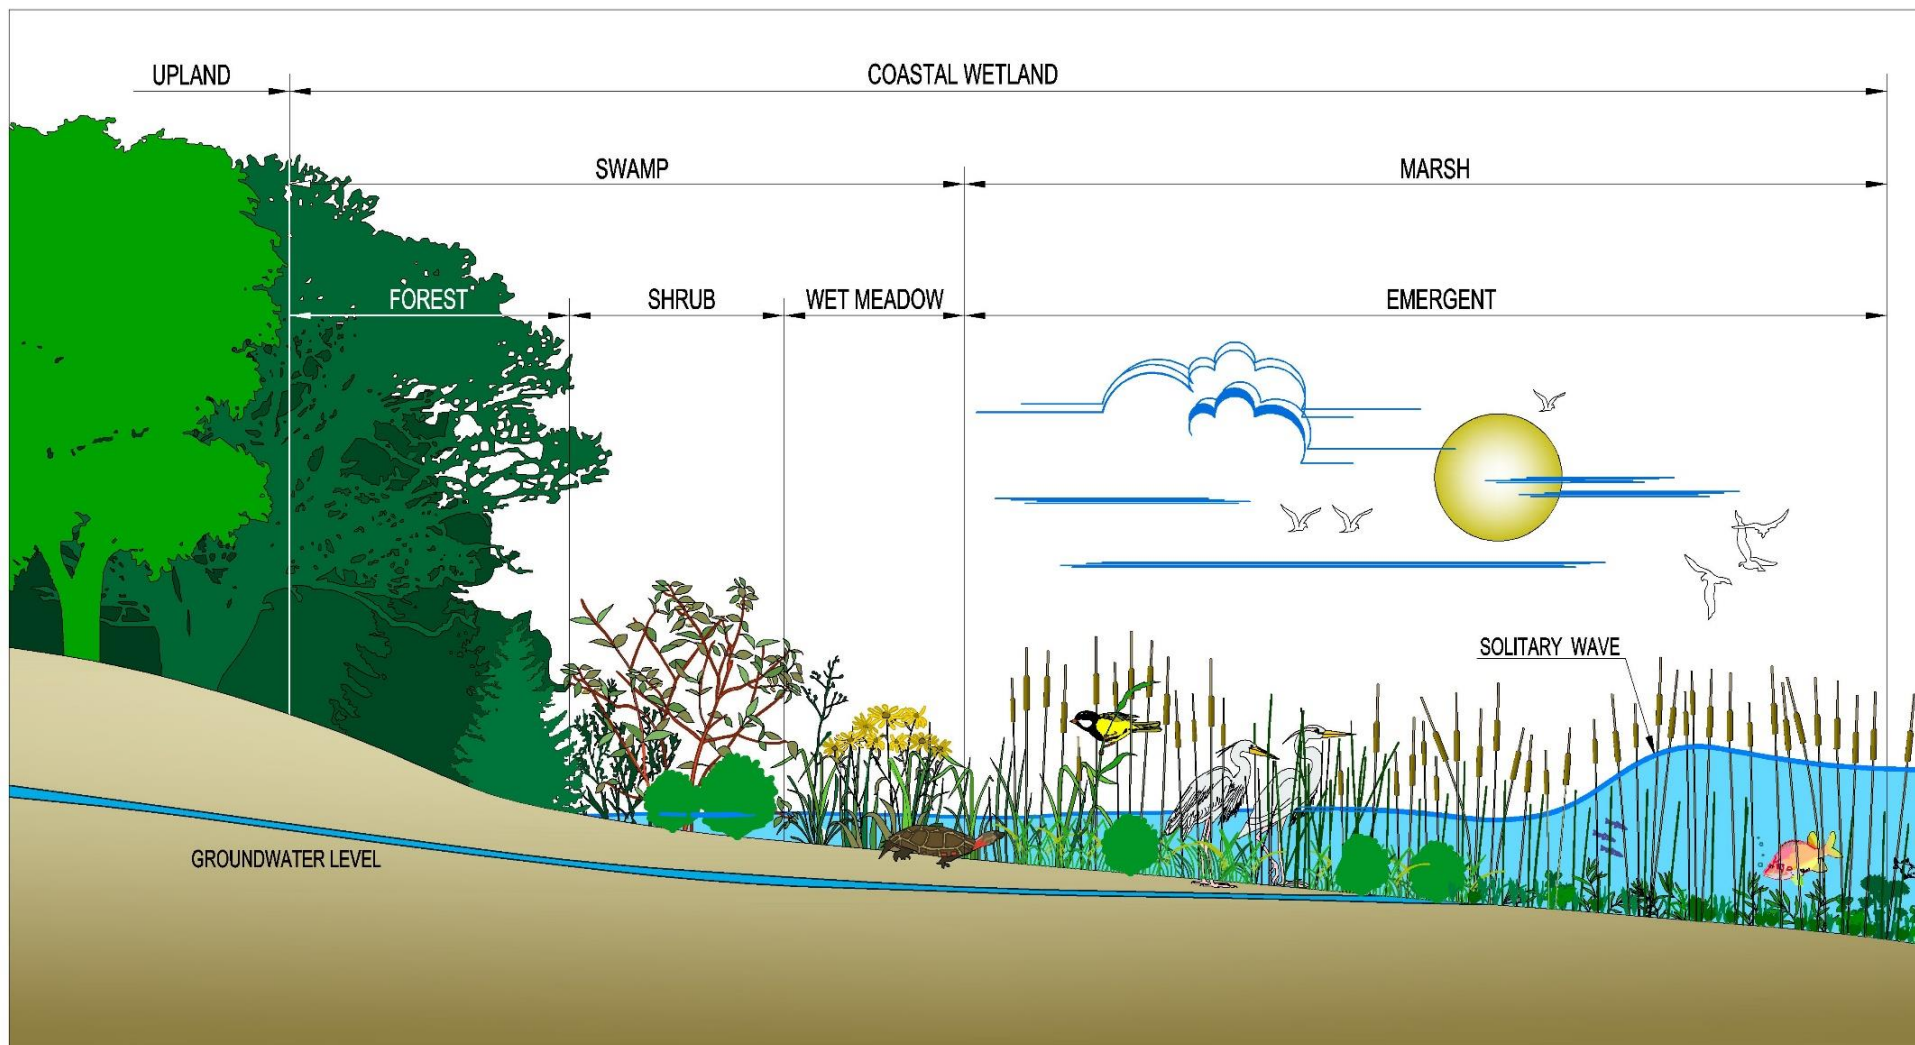 UPLAND
COASTAL WETLAND
SWAMP
MARSH
FOREST
SHRUB
WET MEADOW
EMERGENT
SOLITARY WAVE
GROUNDWATER LEVEL